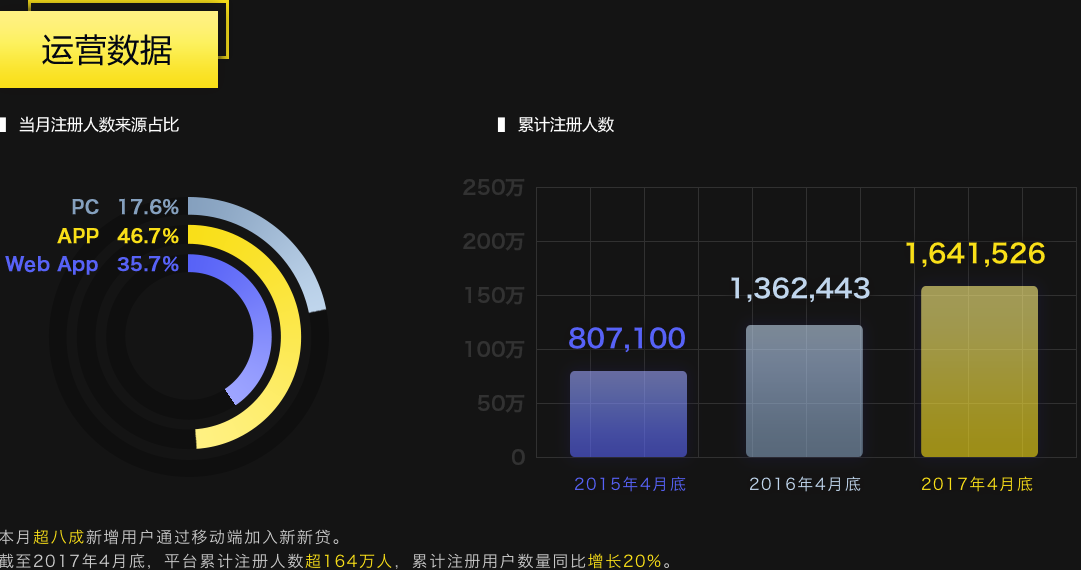 运营数据
当月注册人数来源占比
累计注册人数
PC 17.6%
APP 46.7%
Web App 35.7%
250万
200万
150万
100万
50万
0
807,100
1,362,443
1,641,526
2015年4月底
2016年4月底
2017年4月底
本月超八成新增用户通过移动端加入新新贷。
截至2017年4月底，平台累计注册人数超164万人，累计注册用户数量同比增长20%。